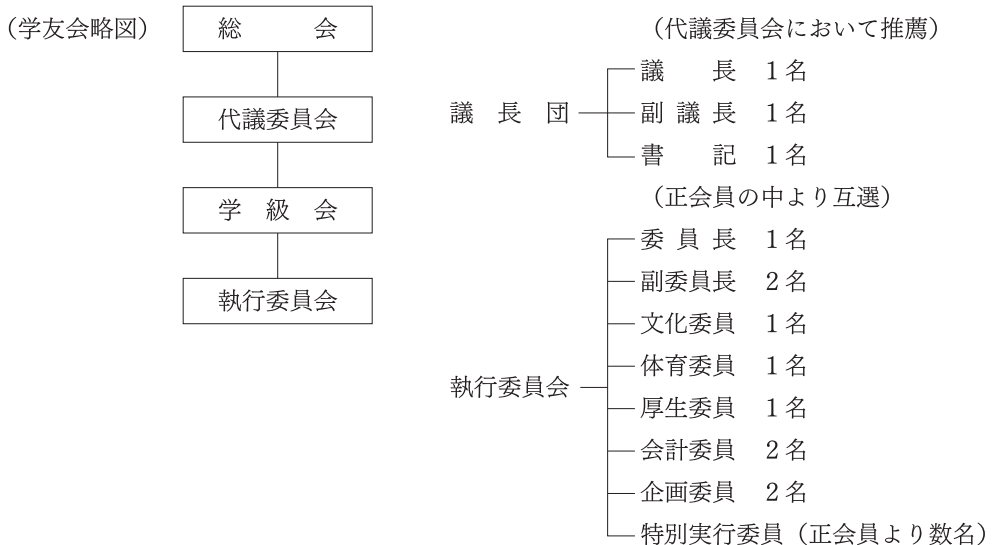 (学友会略図)
総会
代議委員会
学級会
執行委員会
(代議委員会において推薦)
議長団
議長 1名
副議長 1名
書記 1名
(正会員の中より互選)
執行委員会
委員長 1名
副委員長 2名
文化委員 1名
体育委員 1名
厚生委員 1名
会計委員 2名
企画委員 2名
特別実行委員(正会員より数名)